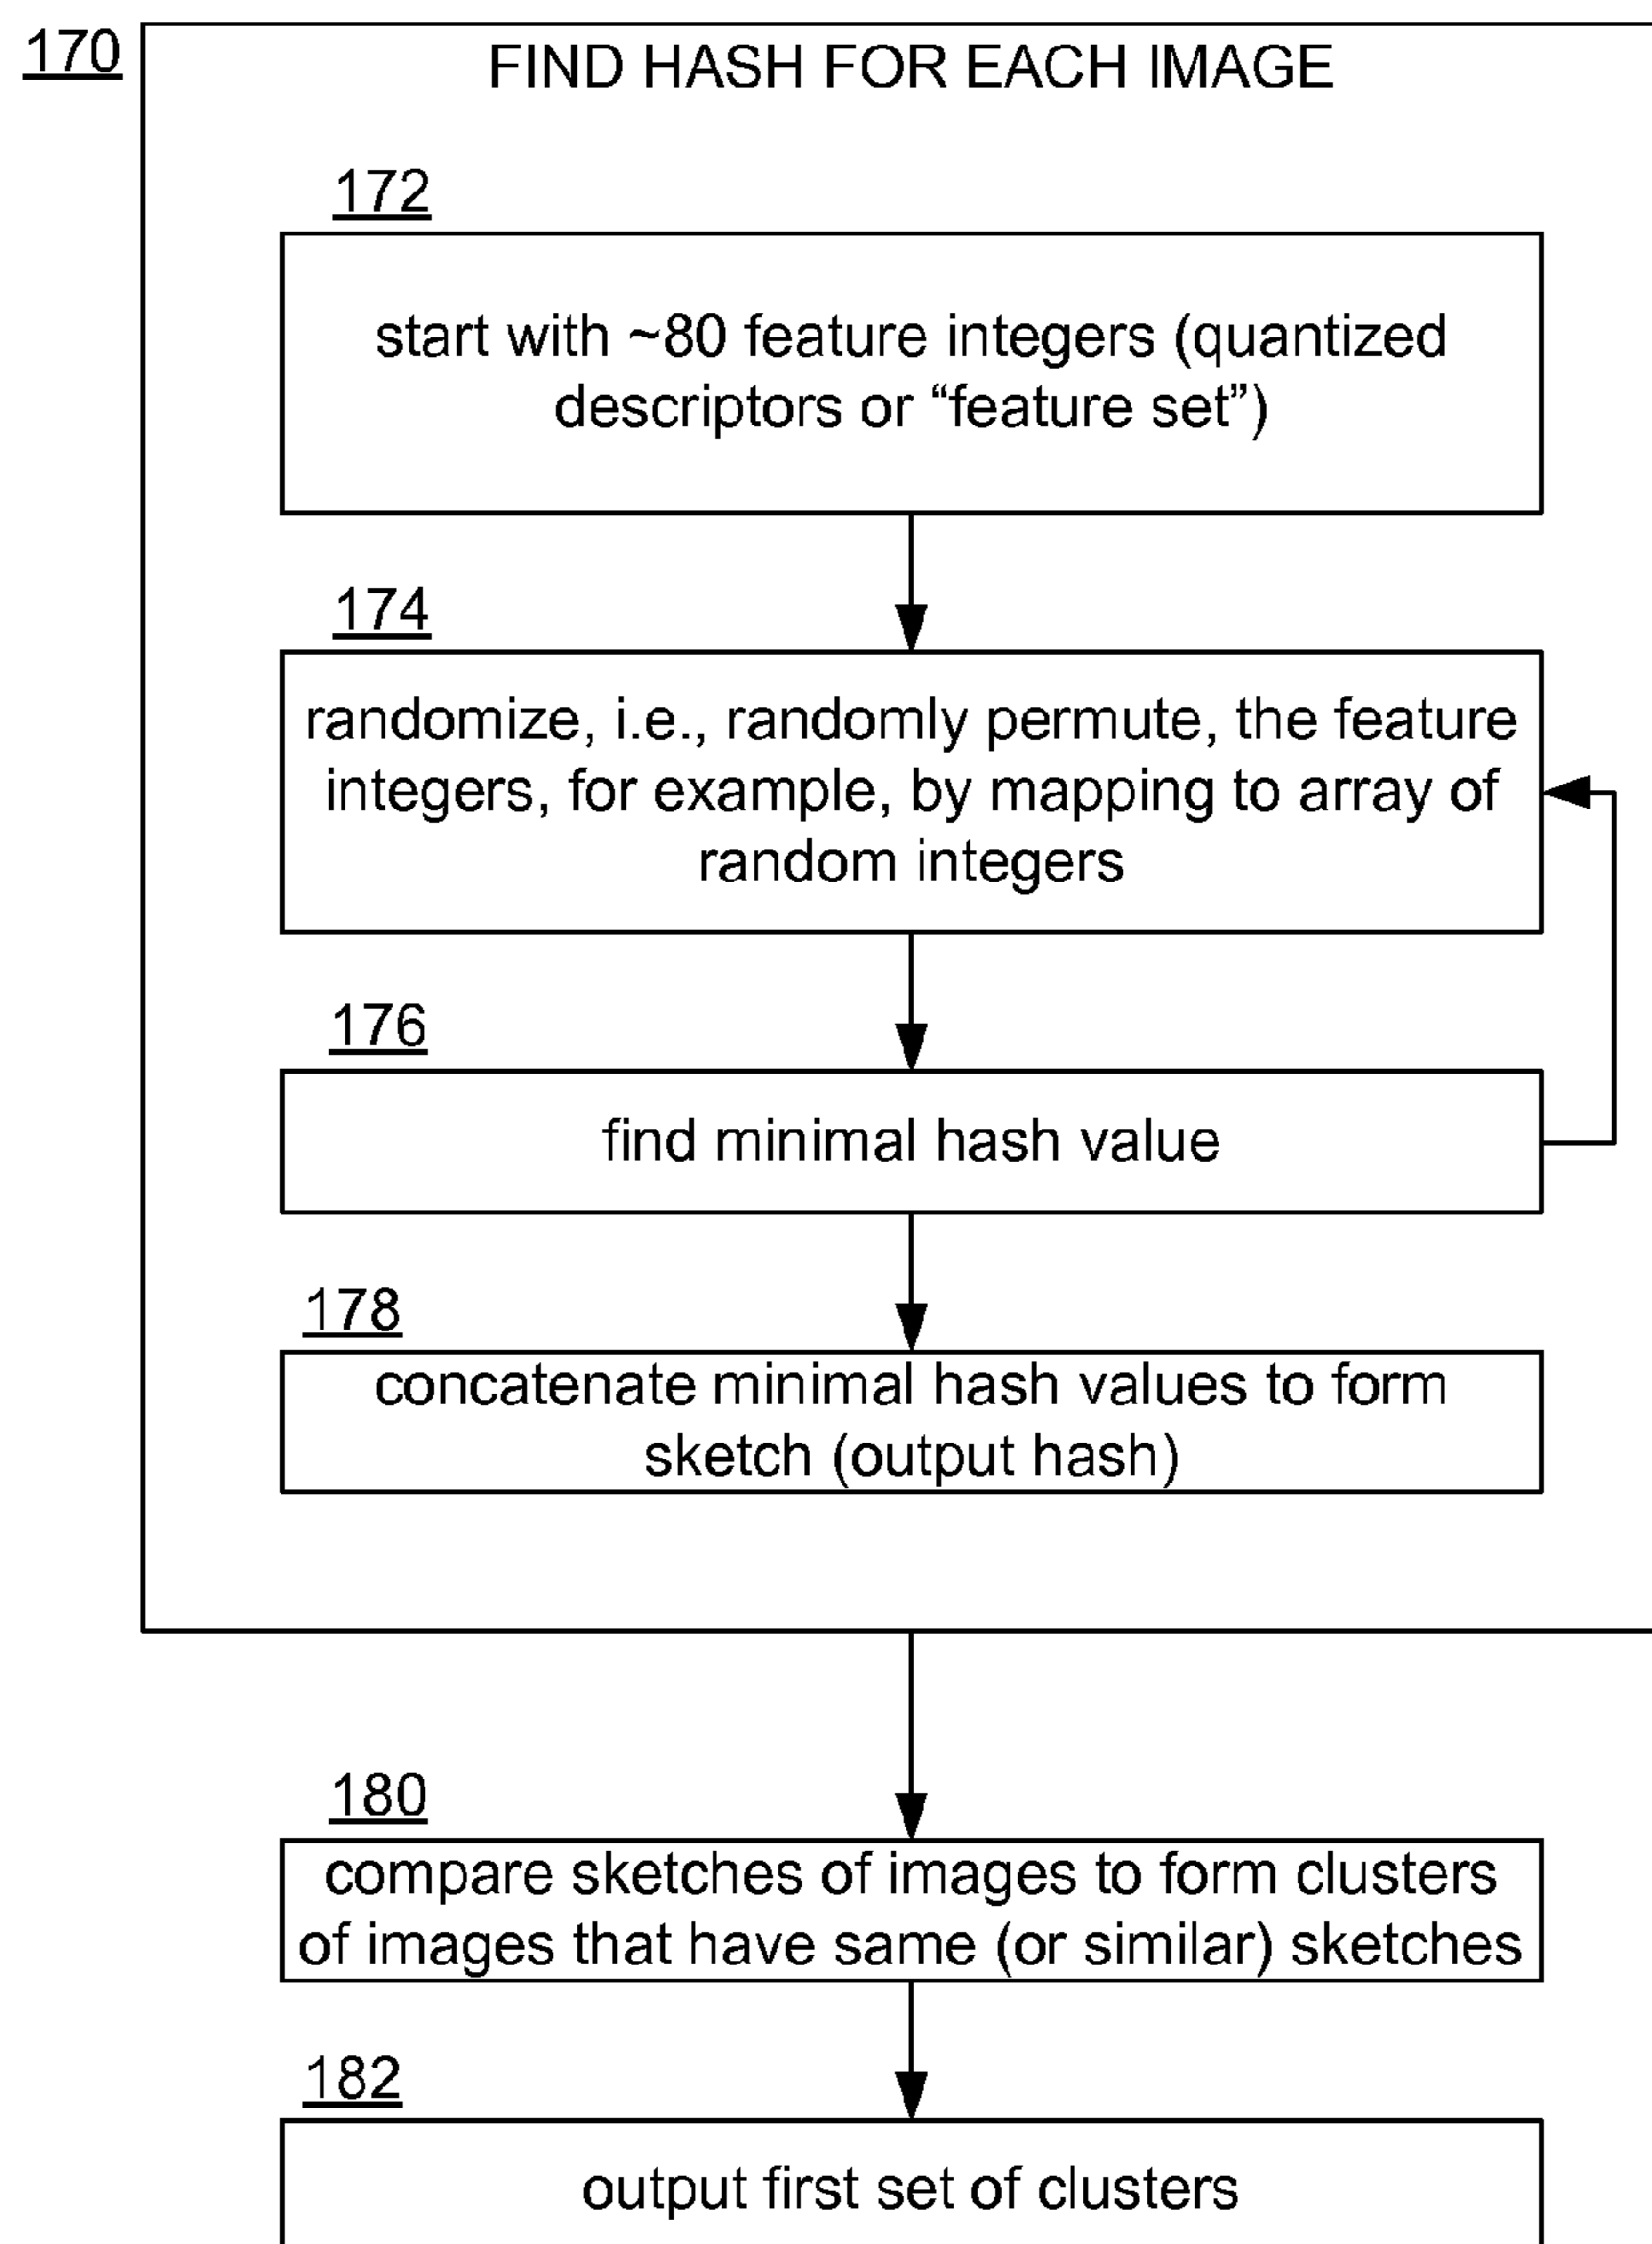 170
FIND HASH FOR EACH IMAGE
172
start with ~80 feature integers (quantized
descriptors or “feature set”)
174
randomize, i.e., randomly permute, the feature
integers, for example, by mapping to array of
random integers
176
find minimal hash value
178
concatenate minimal hash values to form
sketch (output hash)
180
compare sketches of images to form clusters
of images that have same (or similar) sketches
182
output first set of clusters